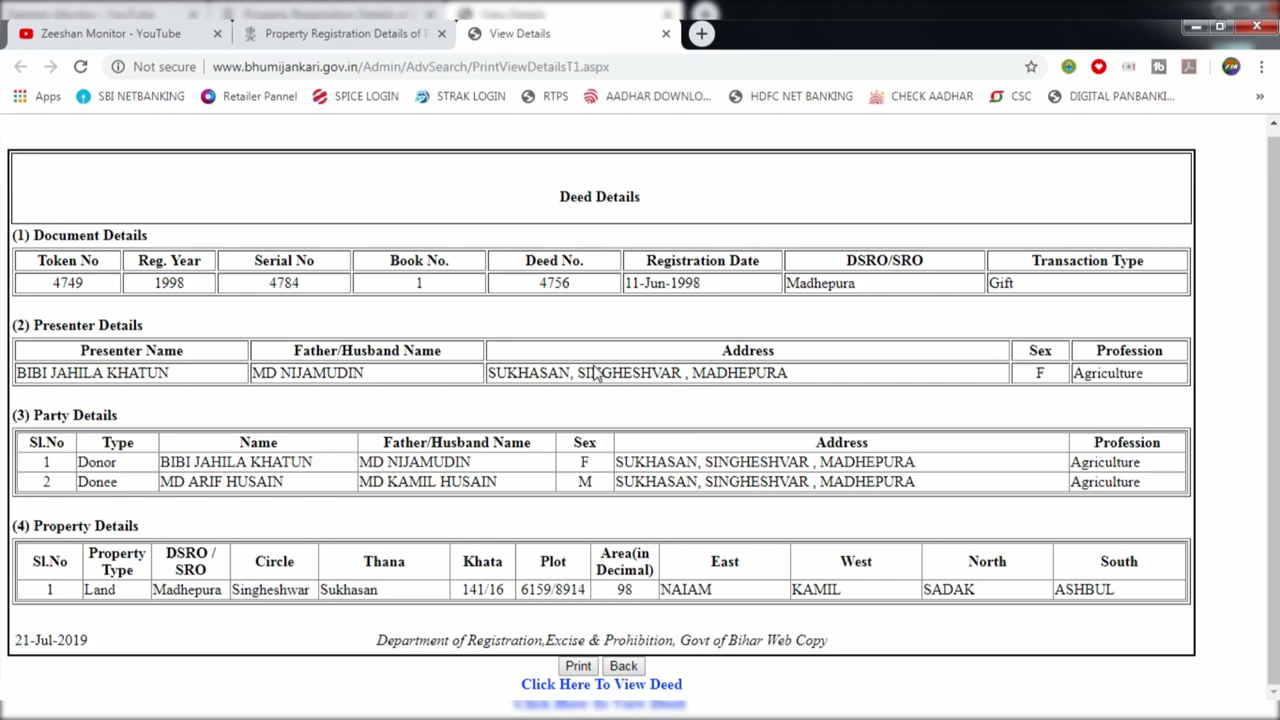 Zeeshan Monitor - YouTube
Property Registration Details of
View Details
Not secure www.bhumijankari.gov.in/Admin/AdvSearch/PrintViewDetailsT1.aspx
Apps SBI NETBANKING Retailer Pannel SPICE LOGIN STRAK LOGIN RTPS AADHAR DOWNLO... HDFC NET BANKING CHECK AADHAR CSC DIGITAL PANBANKI...
Deed Details
(1) Document Details
Token No Reg. Year Serial No Book No. Deed No. Registration Date DSRO/SRO Transaction Type
4749 1998 4784 1 4756 11-Jun-1998 Madhepura Gift
(2) Presenter Details
Presenter Name Father/Husband Name Address Sex Profession
BIBI JAHILA KHATUN MD NIJAMUDIN SUKHASAN, SINGHESHVAR , MADHEPURA F Agriculture
(3) Party Details
Sl.No Type Name Father/Husband Name Sex Address Profession
1 Donor BIBI JAHILA KHATUN MD NIJAMUDIN F SUKHASAN, SINGHESHVAR , MADHEPURA Agriculture
2 Donee MD ARIF HUSAIN MD KAMIL HUSAIN M SUKHASAN, SINGHESHVAR , MADHEPURA Agriculture
(4) Property Details
Sl.No Property Type DSRO / SRO Circle Thana Khata Plot Area(in Decimal) East West North South
1 Land Madhepura Singheshwar Sukhasan 141/16 6159/8914 98 NAIAM KAMIL SADAK ASHBUL
21-Jul-2019 Department of Registration,Excise & Prohibition, Govt of Bihar Web Copy
Print Back
Click Here To View Deed